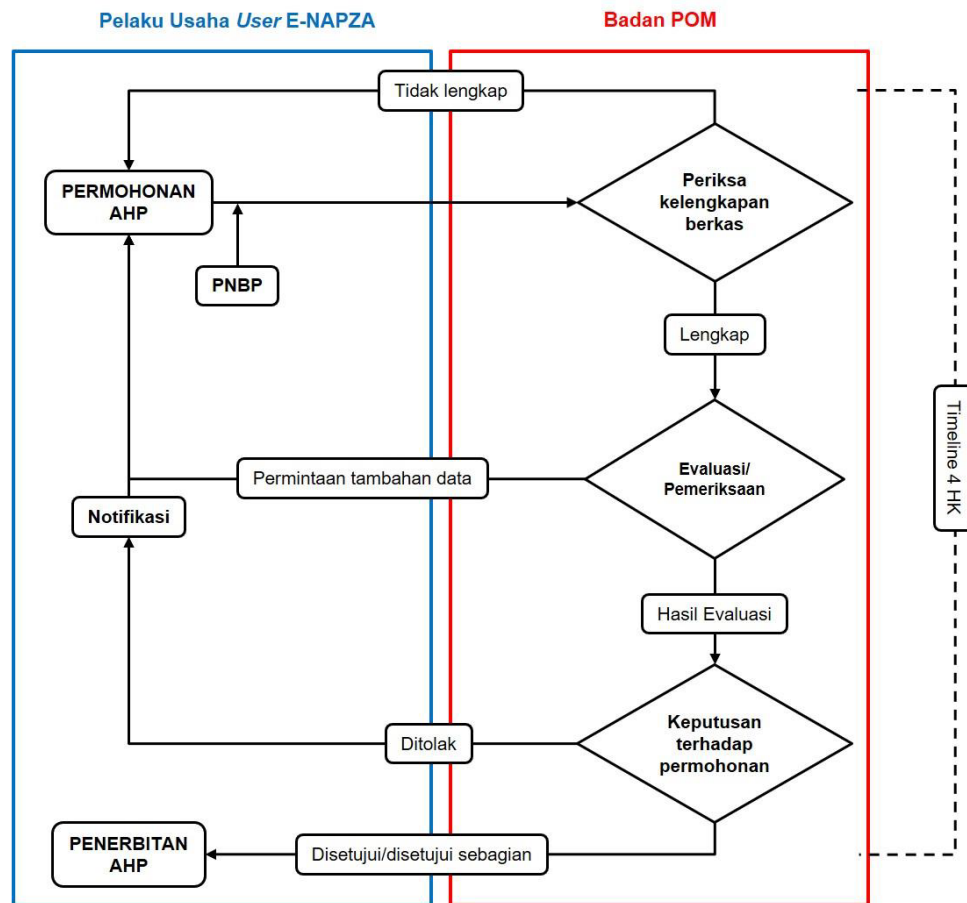 Pelaku Usaha User E-NAPZA
Badan POM
Tidak lengkap
PERMOHONAN
AHP
Periksa
kelengkapan
berkas
PNBP
Lengkap
Timeline 4 HK
Permintaan tambahan data
Evaluasi/
Pemeriksaan
Notifikasi
Hasil Evaluasi
Ditolak
Keputusan
terhadap
permohonan
PENERBITAN
AHP
Disetujui/disetujui sebagian